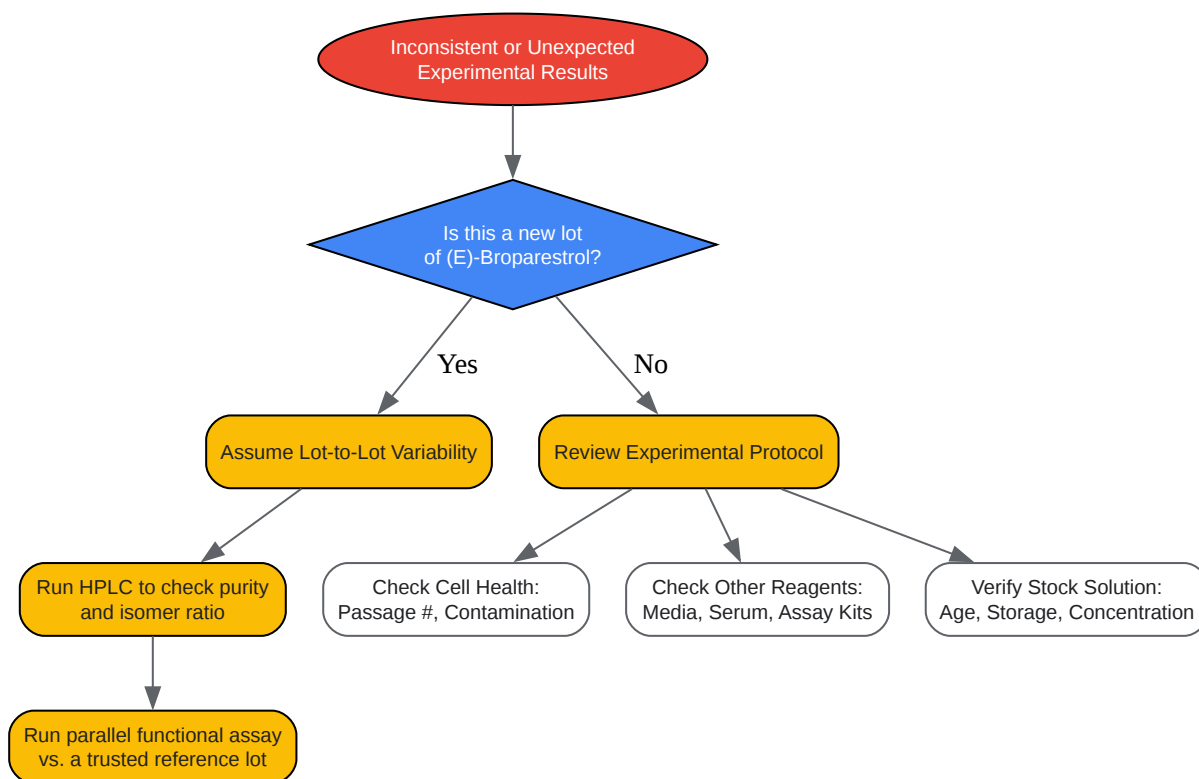 Inconsistent or Unexpected
Experimental Results
Is this a new lot
of (E)-Broparestrol?
Yes
No
Assume Lot-to-Lot Variability
Review Experimental Protocol
Run HPLC to check purity
and isomer ratio
Check Cell Health:
Passage #, Contamination
Check Other Reagents:
Media, Serum, Assay Kits
Verify Stock Solution:
Age, Storage, Concentration
Run parallel functional assay
vs. a trusted reference lot